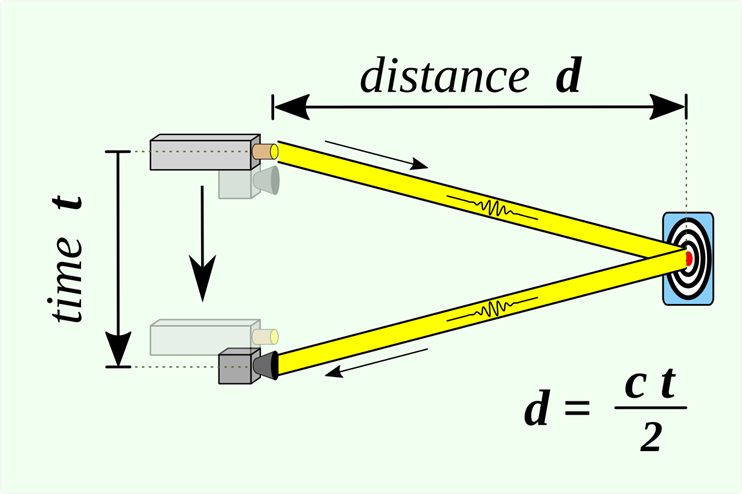 distance d
time t
d = c t / 2